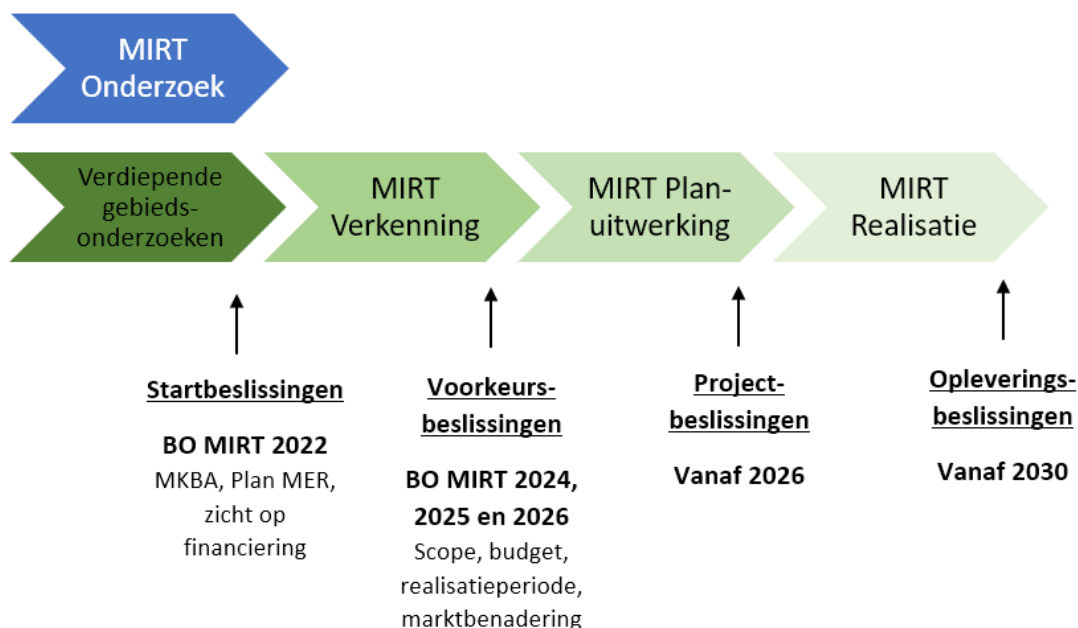 MIRT
Onderzoek
Verdiepende
gebieds-
onderzoeken
MIRT
Verkenning
MIRT Plan-
uitwerking
MIRT
Realisatie
Startbeslissingen
BO MIRT 2022
MKBA, Plan MER,
zicht op
financiering
Voorkeurs-
beslissingen
BO MIRT 2024,
2025 en 2026
Scope, budget,
realisatieperiode,
marktbenadering
Project-
beslissingen
Vanaf 2026
Opleverings-
beslissingen
Vanaf 2030